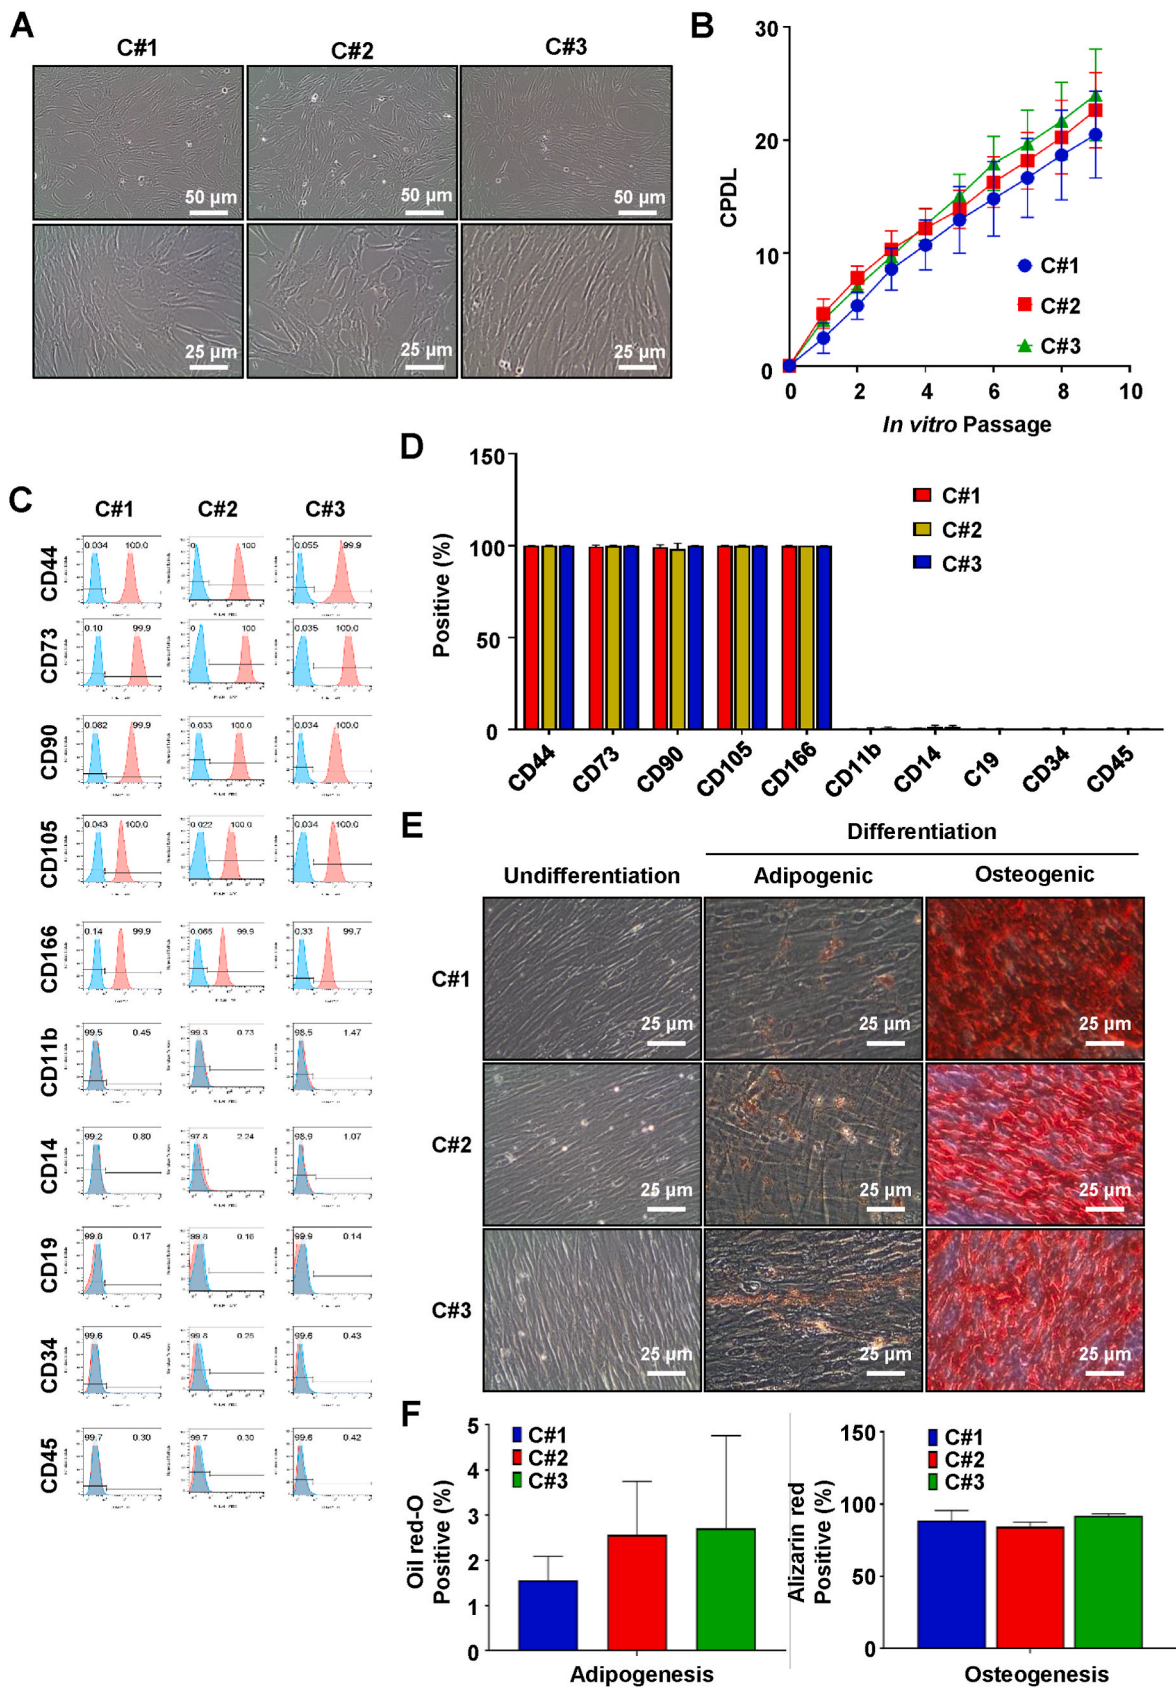 A
C#1 C#2 C#3
50 µm 50 µm 50 µm
25 µm 25 µm 25 µm
B
30
20
10
0
CPDL
0 2 4 6 8 10
In vitro Passage
C#1
C#2
C#3
C
C#1 C#2 C#3
CD44
0.034 100.0 0 100 0.055 99.9
CD73
0.10 99.9 0 100 0.035 100.0
CD90
0.082 99.9 0.033 100.0 0.034 100.0
CD105
0.043 100.0 0.022 100.0 0.034 100.0
CD166
0.14 99.9 0.065 99.9 0.33 99.7
CD11b
99.5 0.45 99.3 0.73 98.5 1.47
CD14
99.2 0.80 97.8 2.24 98.9 1.07
CD19
99.8 0.17 99.8 0.16 99.9 0.14
CD34
99.6 0.45 99.8 0.25 99.6 0.43
CD45
99.7 0.30 99.7 0.30 99.6 0.42
D
150
100
50
0
Positive (%)
C#1
C#2
C#3
CD44 CD73 CD90 CD105 CD166 CD11b CD14 C19 CD34 CD45
E
Differentiation
Undifferentiation Adipogenic Osteogenic
C#1
25 µm 25 µm 25 µm
C#2
25 µm 25 µm 25 µm
C#3
25 µm 25 µm 25 µm
F
5
4
3
2
1
0
Oil red-O
Positive (%)
C#1
C#2
C#3
Adipogenesis
150
100
50
0
Alizarin red
Positive (%)
C#1
C#2
C#3
Osteogenesis